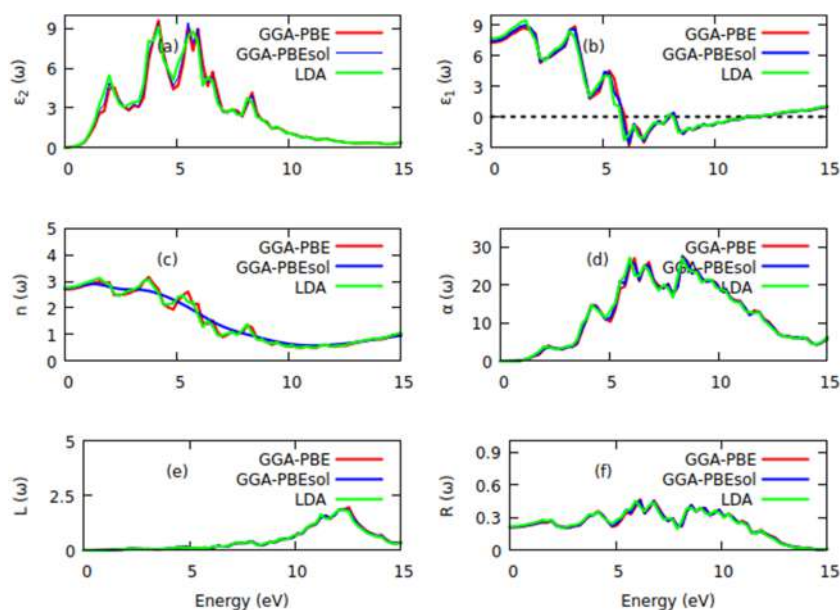 9
6
3
0
ε2 (ω)
(a)
GGA-PBE
GGA-PBEsol
LDA
0 5 10 15
9
6
3
0
-3
ε1 (ω)
(b)
GGA-PBE
GGA-PBEsol
LDA
0 5 10 15
5
4
3
2
1
0
n (ω)
(c)
GGA-PBE
GGA-PBEsol
LDA
0 5 10 15
30
20
10
0
α (ω)
(d)
GGA-PBE
GGA-PBEsol
LDA
0 5 10 15
5
2.5
0
L (ω)
(e)
GGA-PBE
GGA-PBEsol
LDA
0 5 10 15
Energy (eV)
0.9
0.6
0.3
0
R (ω)
(f)
GGA-PBE
GGA-PBEsol
LDA
0 5 10 15
Energy (eV)